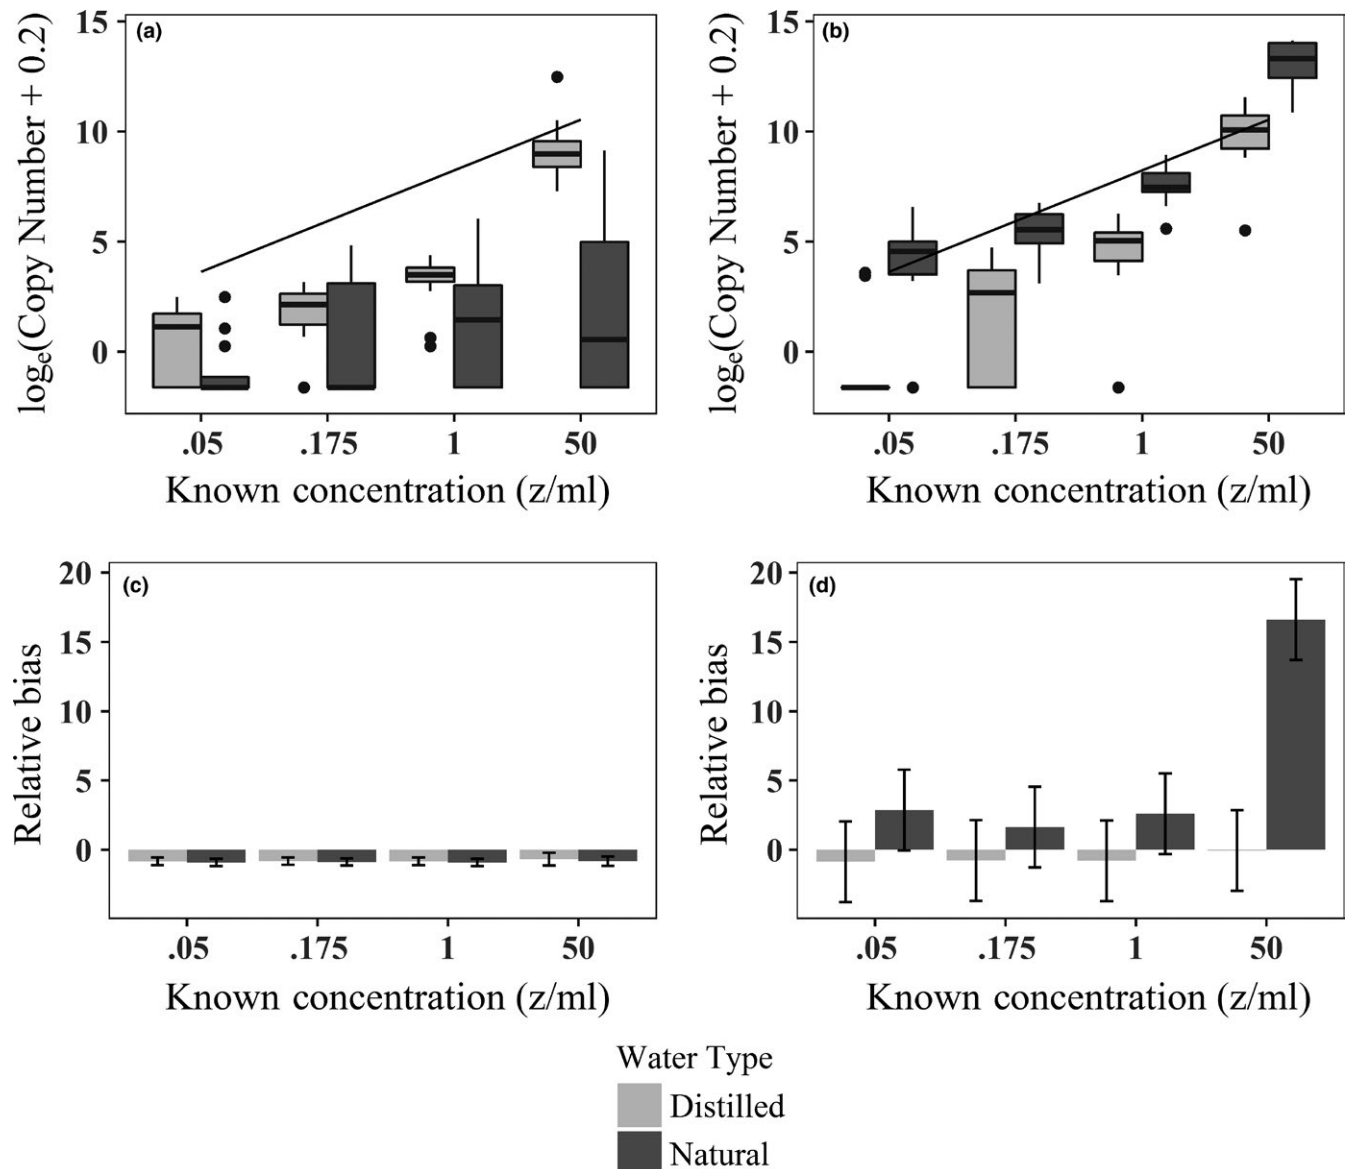 (a)
log_e(Copy Number + 0.2)
15
10
5
0
.05 .175 1 50
Known concentration (z/ml)
(b)
log_e(Copy Number + 0.2)
15
10
5
0
.05 .175 1 50
Known concentration (z/ml)
(c)
Relative bias
20
15
10
5
0
.05 .175 1 50
Known concentration (z/ml)
(d)
Relative bias
20
15
10
5
0
.05 .175 1 50
Known concentration (z/ml)
Water Type
Distilled
Natural